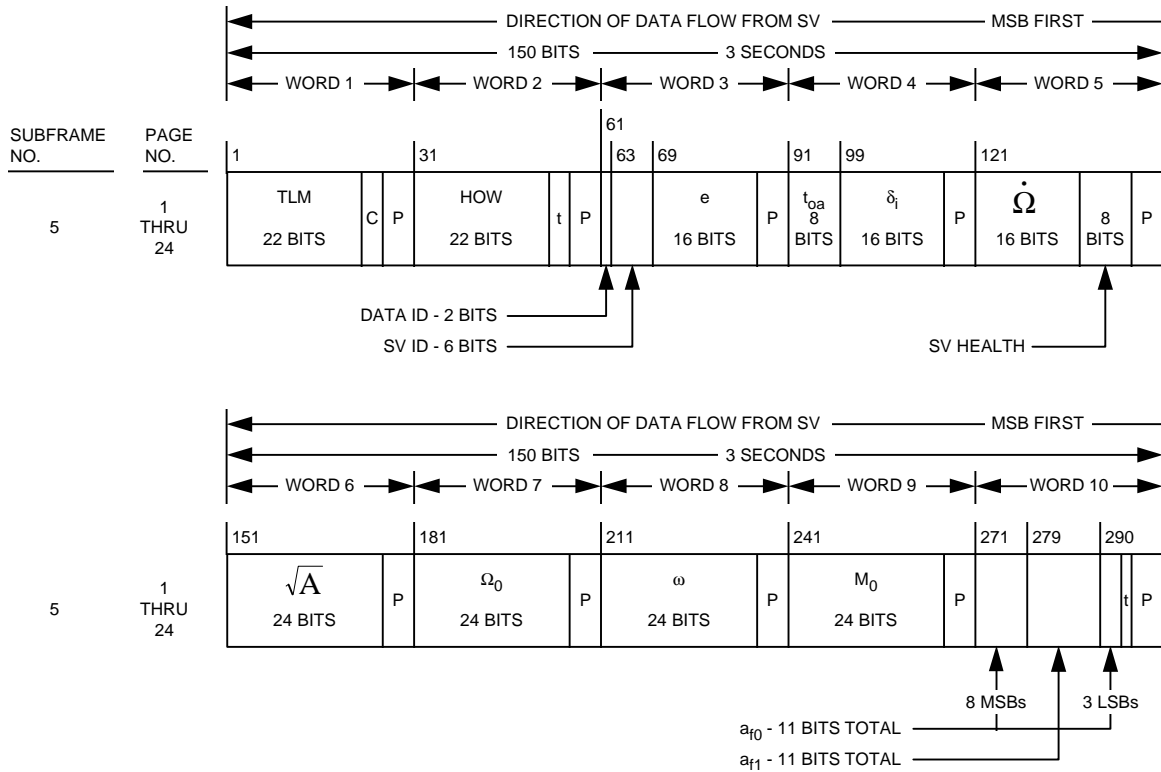 DIRECTION OF DATA FLOW FROM SV MSB FIRST
150 BITS 3 SECONDS
WORD 1 WORD 2 WORD 3 WORD 4 WORD 5
SUBFRAME NO. PAGE NO.
1 31 61 63 69 91 99 121
5 1 THRU 24
TLM 22 BITS C P HOW 22 BITS t P e 16 BITS P t_oa 8 BITS δ_i 16 BITS P Ω̇ 16 BITS 8 BITS P
DATA ID - 2 BITS
SV ID - 6 BITS SV HEALTH
DIRECTION OF DATA FLOW FROM SV MSB FIRST
150 BITS 3 SECONDS
WORD 6 WORD 7 WORD 8 WORD 9 WORD 10
151 181 211 241 271 279 290
5 1 THRU 24
√A 24 BITS P Ω_0 24 BITS P ω 24 BITS P M_0 24 BITS P t P
8 MSBs 3 LSBs
a_f0 - 11 BITS TOTAL
a_f1 - 11 BITS TOTAL